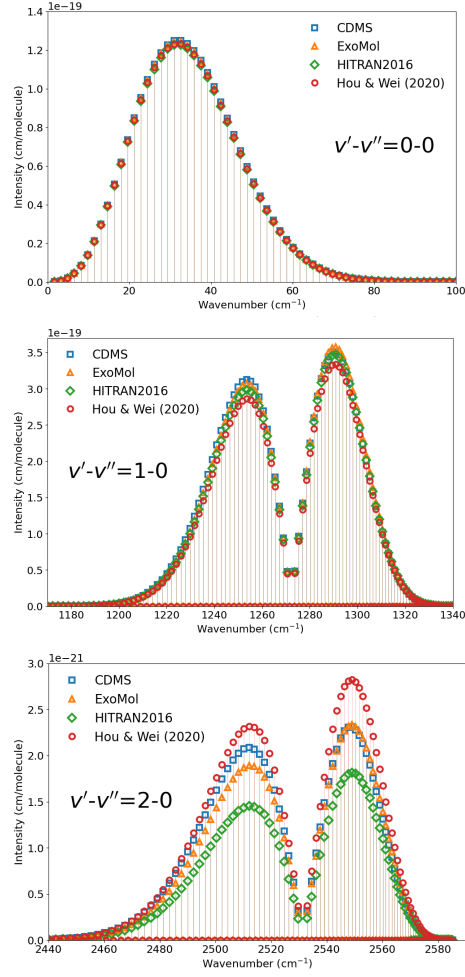 1e−19
1.4
1.2
1.0
0.8
0.6
0.4
0.2
0.0
Intensity (cm/molecule)
CDMS
ExoMol
HITRAN2016
Hou & Wei (2020)
v'-v''=0-0
0 20 40 60 80 100
Wavenumber (cm⁻¹)
1e−19
3.5
3.0
2.5
2.0
1.5
1.0
0.5
0.0
Intensity (cm/molecule)
CDMS
ExoMol
HITRAN2016
Hou & Wei (2020)
v'-v''=1-0
1180 1200 1220 1240 1260 1280 1300 1320 1340
Wavenumber (cm⁻¹)
1e−21
3.0
2.5
2.0
1.5
1.0
0.5
0.0
Intensity (cm/molecule)
CDMS
ExoMol
HITRAN2016
Hou & Wei (2020)
v'-v''=2-0
2440 2460 2480 2500 2520 2540 2560 2580
Wavenumber (cm⁻¹)